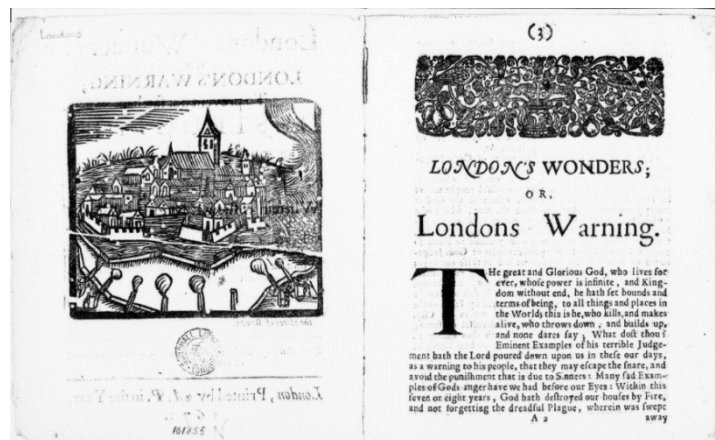 London
161855
(3)
LONDON'S WONDERS;
OR,
Londons Warning.
THe great and Glorious God, who lives for
ever, whose power is infinite, and King-
dom without end, he hath set bounds and
terms of being, to all things and places in
the World; this is he, who kills, and makes
alive, who throws down, and builds up,
and none dares say, What dost thou?
Eminent Examples of his terrible Judge-
ment hath the Lord poured down upon us in these our days,
as a warning to his people, that they may escape the snare, and
avoid the punishment that is due to Sinners: Many sad Exam-
ples of Gods anger have we had before our Eyes: Within this
seven or eight years, God hath destroyed our houses by Fire,
and not forgetting the dreadful Plague, wherein was swept
A 2 away